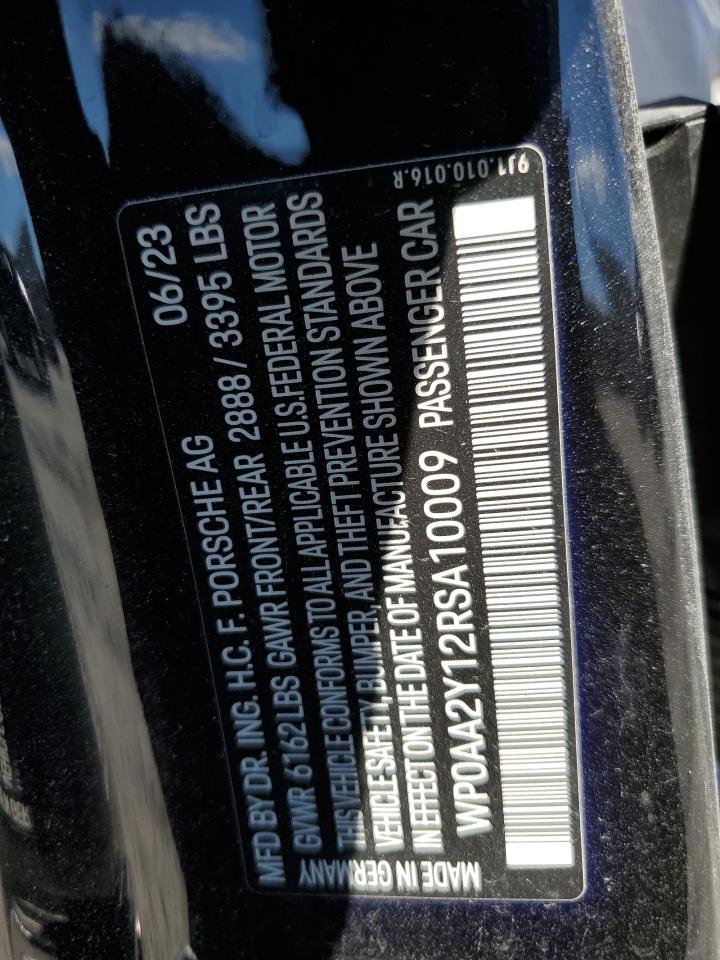 MFD BY DR. ING. H.C. F. PORSCHE AG 06/23
GVWR 6162 LBS GAWR FRONT/REAR 2888 / 3395 LBS
THIS VEHICLE CONFORMS TO ALL APPLICABLE U.S. FEDERAL MOTOR
VEHICLE SAFETY, BUMPER, AND THEFT PREVENTION STANDARDS
IN EFFECT ON THE DATE OF MANUFACTURE SHOWN ABOVE
WP0AA2Y12RSA10009 PASSENGER CAR
MADE IN GERMANY
9J1.010.016.R